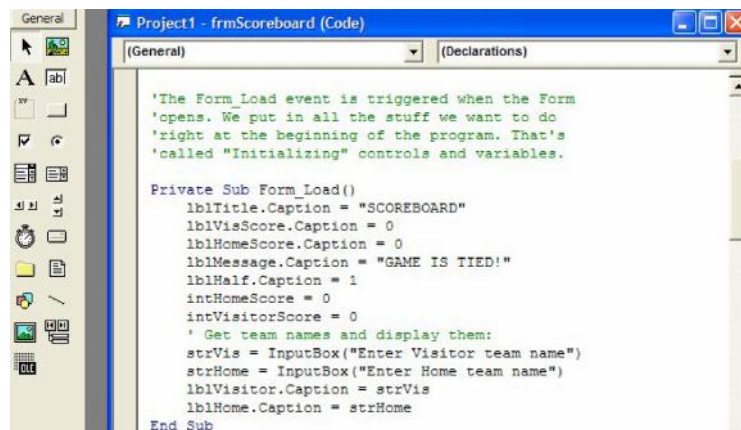 General
Project1 - frmScoreboard (Code)
(General)
(Declarations)
A
ab|
xv
'The Form_Load event is triggered when the Form
'opens. We put in all the stuff we want to do
'right at the beginning of the program. That's
'called "Initializing" controls and variables.
Private Sub Form_Load()
lblTitle.Caption = "SCOREBOARD"
lblVisScore.Caption = 0
lblHomeScore.Caption = 0
lblMessage.Caption = "GAME IS TIED!"
lblHalf.Caption = 1
intHomeScore = 0
intVisitorScore = 0
' Get team names and display them:
strVis = InputBox("Enter Visitor team name")
strHome = InputBox("Enter Home team name")
lblVisitor.Caption = strVis
lblHome.Caption = strHome
End Sub
OLE